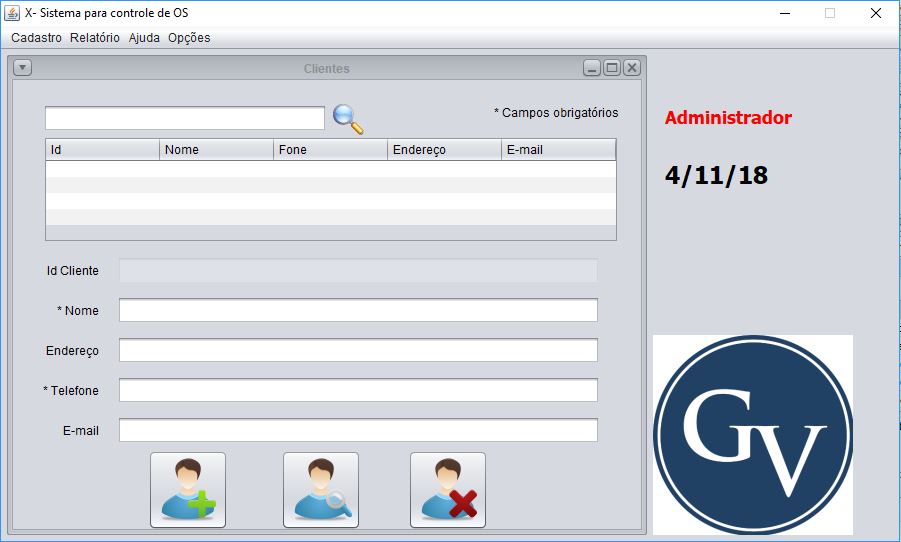 X- Sistema para controle de OS
Cadastro Relatório Ajuda Opções
Clientes
* Campos obrigatórios
Id Nome Fone Endereço E-mail
Id Cliente
* Nome
Endereço
* Telefone
E-mail
Administrador
4/11/18
GV